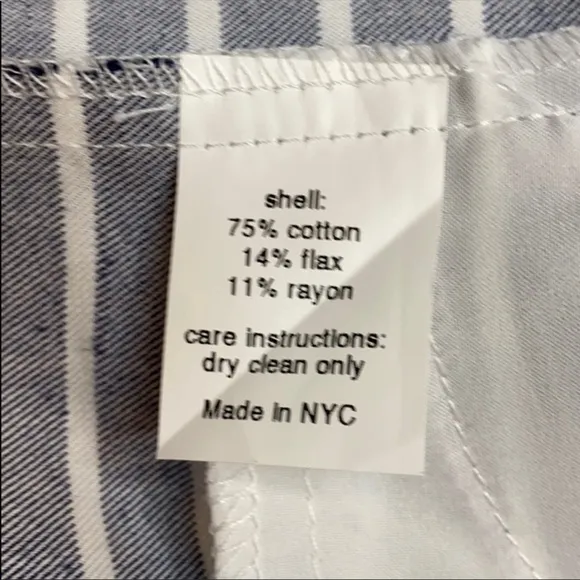 shell:
75% cotton
14% flax
11% rayon
care instructions:
dry clean only
Made In NYC